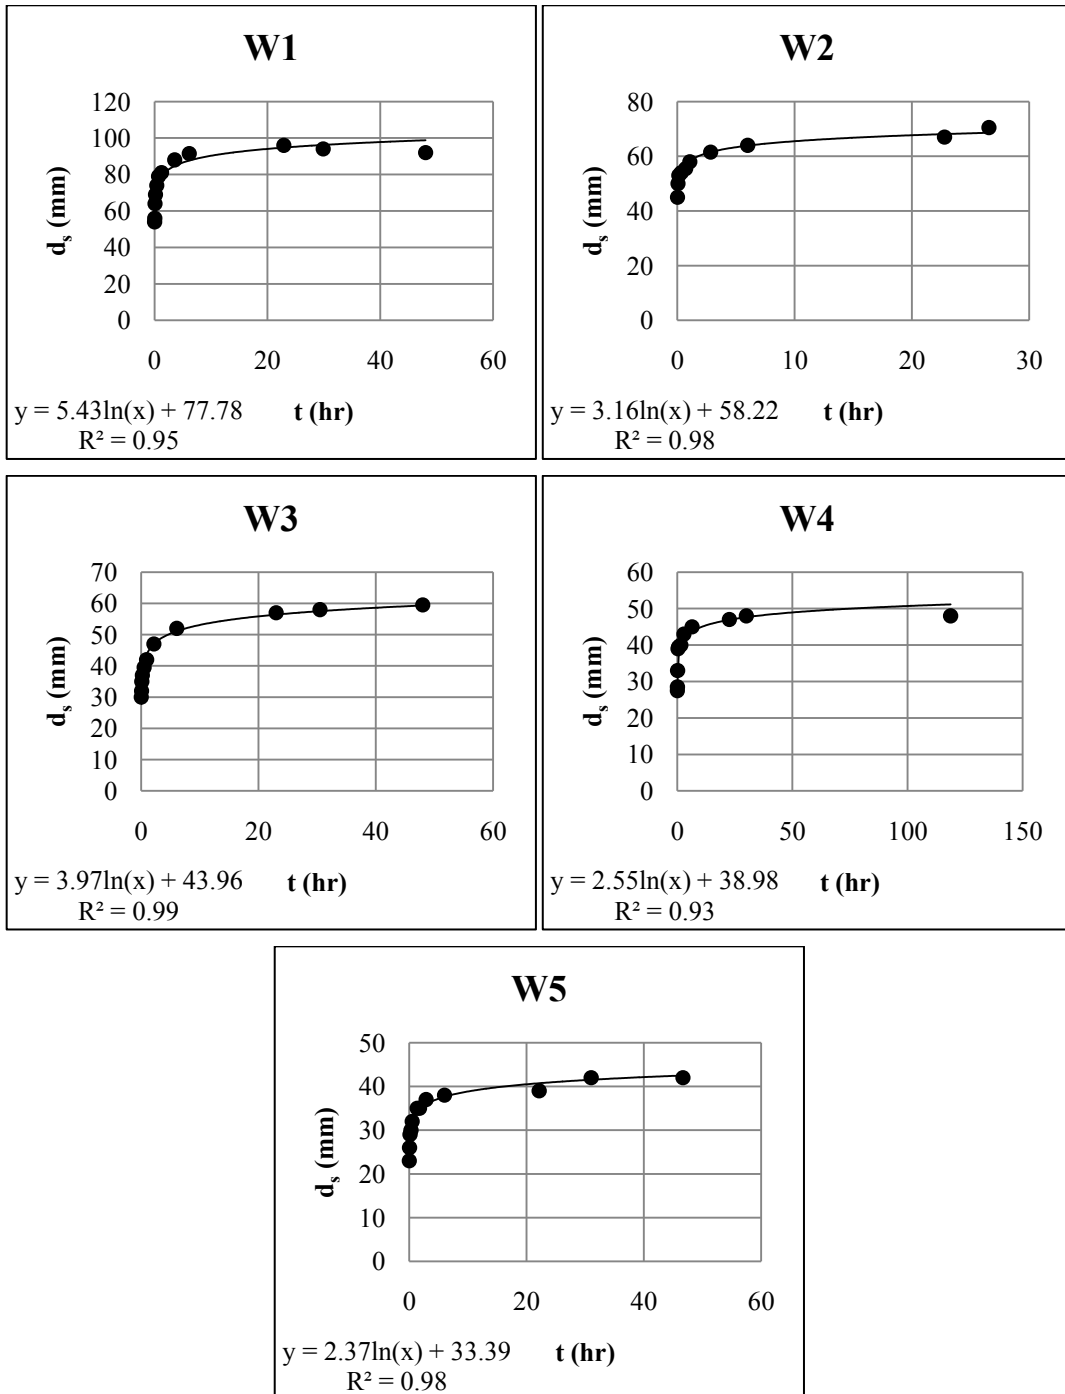 W1
120
100
80
60
40
20
0
d_s (mm)
0 20 40 60
y = 5.43ln(x) + 77.78 t (hr)
R² = 0.95
W2
80
60
40
20
0
d_s (mm)
0 10 20 30
y = 3.16ln(x) + 58.22 t (hr)
R² = 0.98
W3
70
60
50
40
30
20
10
0
d_s (mm)
0 20 40 60
y = 3.97ln(x) + 43.96 t (hr)
R² = 0.99
W4
60
50
40
30
20
10
0
d_s (mm)
0 50 100 150
y = 2.55ln(x) + 38.98 t (hr)
R² = 0.93
W5
50
40
30
20
10
0
d_s (mm)
0 20 40 60
y = 2.37ln(x) + 33.39 t (hr)
R² = 0.98